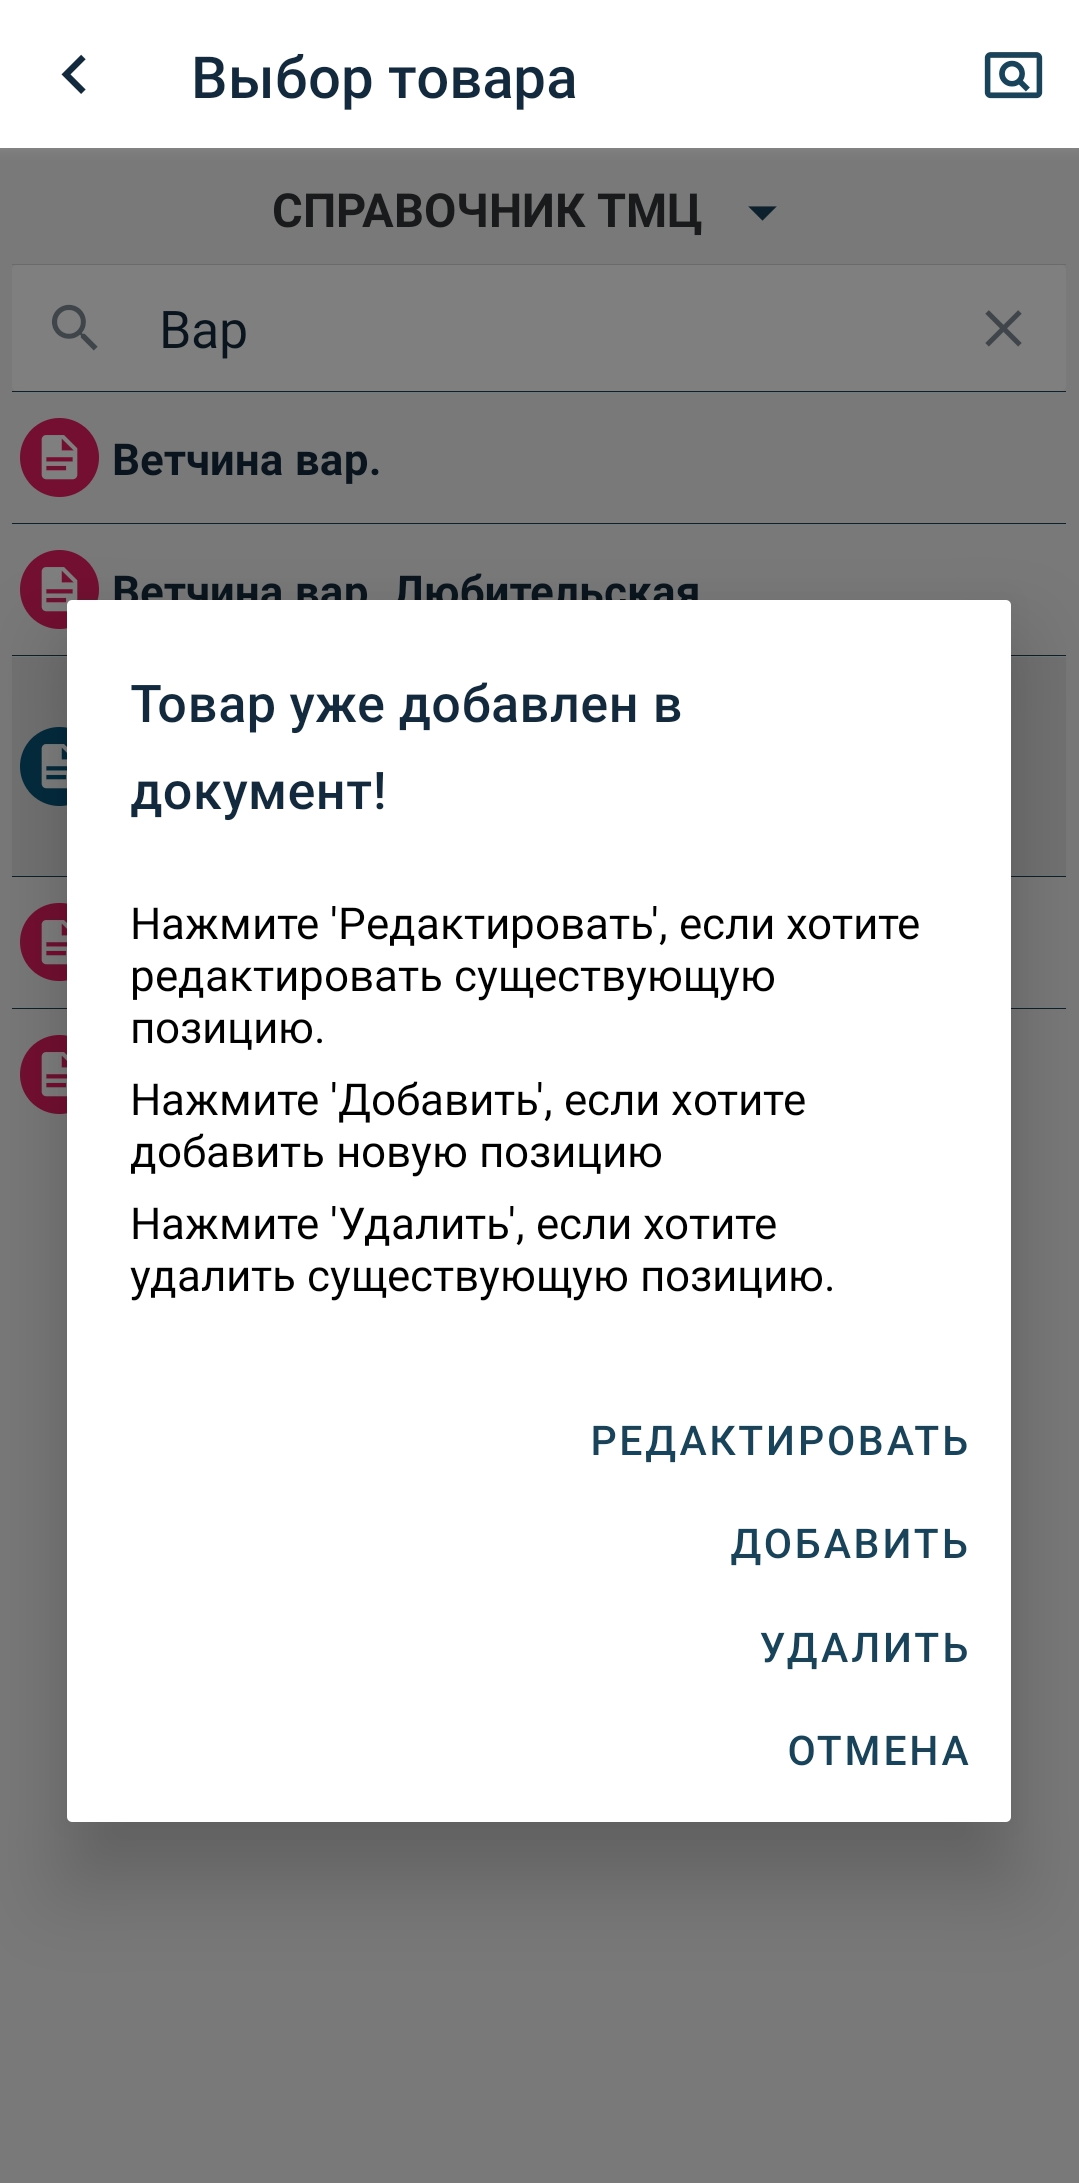 Выбор товара
СПРАВОЧНИК ТМЦ
Вар
Ветчина вар.
Ветчина вар. Любительская
Товар уже добавлен в
документ!
Нажмите 'Редактировать', если хотите
редактировать существующую
позицию.
Нажмите 'Добавить', если хотите
добавить новую позицию
Нажмите 'Удалить', если хотите
удалить существующую позицию.
РЕДАКТИРОВАТЬ
ДОБАВИТЬ
УДАЛИТЬ
ОТМЕНА